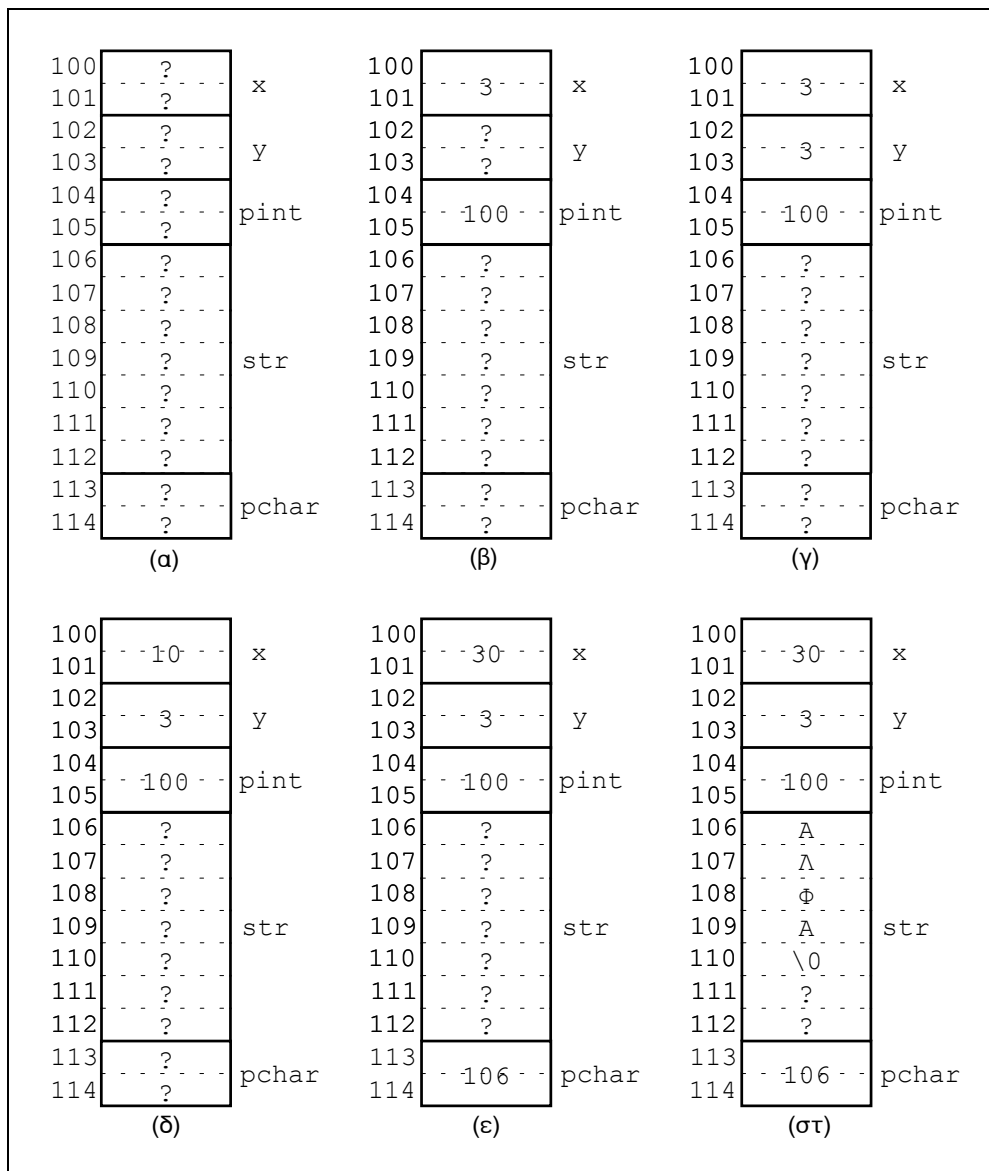 100 ? x
101 ?
102 ? y
103 ?
104 ? pint
105 ?
106 ?
107 ?
108 ?
109 ? str
110 ?
111 ?
112 ?
113 ? pchar
114 ?
(α)
100 3 x
101
102 ? y
103 ?
104 100 pint
105
106 ?
107 ?
108 ?
109 ? str
110 ?
111 ?
112 ?
113 ? pchar
114 ?
(β)
100 3 x
101
102 3 y
103
104 100 pint
105
106 ?
107 ?
108 ?
109 ? str
110 ?
111 ?
112 ?
113 ? pchar
114 ?
(γ)
100 10 x
101
102 3 y
103
104 100 pint
105
106 ?
107 ?
108 ?
109 ? str
110 ?
111 ?
112 ?
113 ? pchar
114 ?
(δ)
100 30 x
101
102 3 y
103
104 100 pint
105
106 ?
107 ?
108 ?
109 ? str
110 ?
111 ?
112 ?
113 106 pchar
114
(ε)
100 30 x
101
102 3 y
103
104 100 pint
105
106 Α
107 Λ
108 Φ
109 Α str
110 \0
111 ?
112 ?
113 106 pchar
114
(στ)